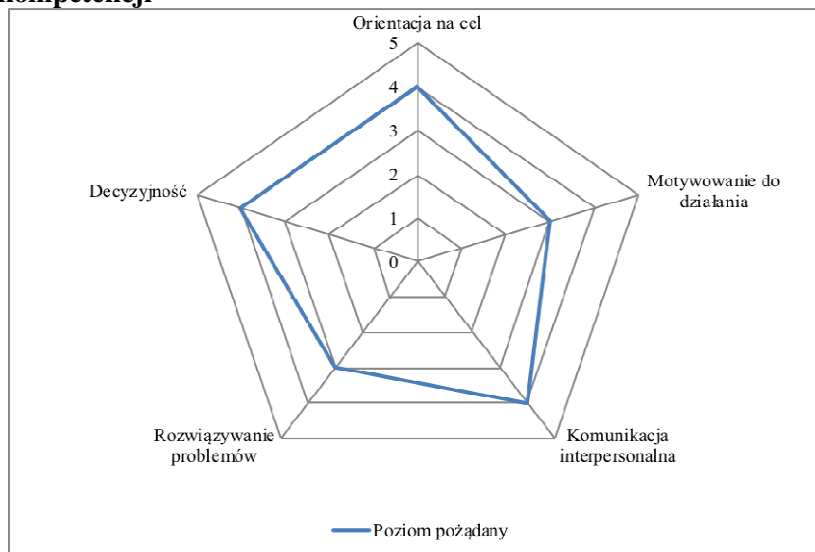 kompetencji
Orientacja na cel
5
4
3
2
1
0
Motywowanie do
działania
Decyzyjność
Rozwiązywanie
problemów
Komunikacja
interpersonalna
Poziom pożądany